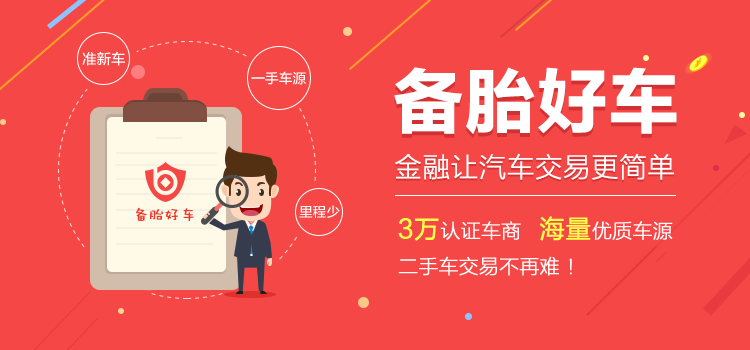 准新车
一手车源
备胎好车
里程少
备胎好车
金融让汽车交易更简单
3万认证车商 海量优质车源
二手车交易不再难！